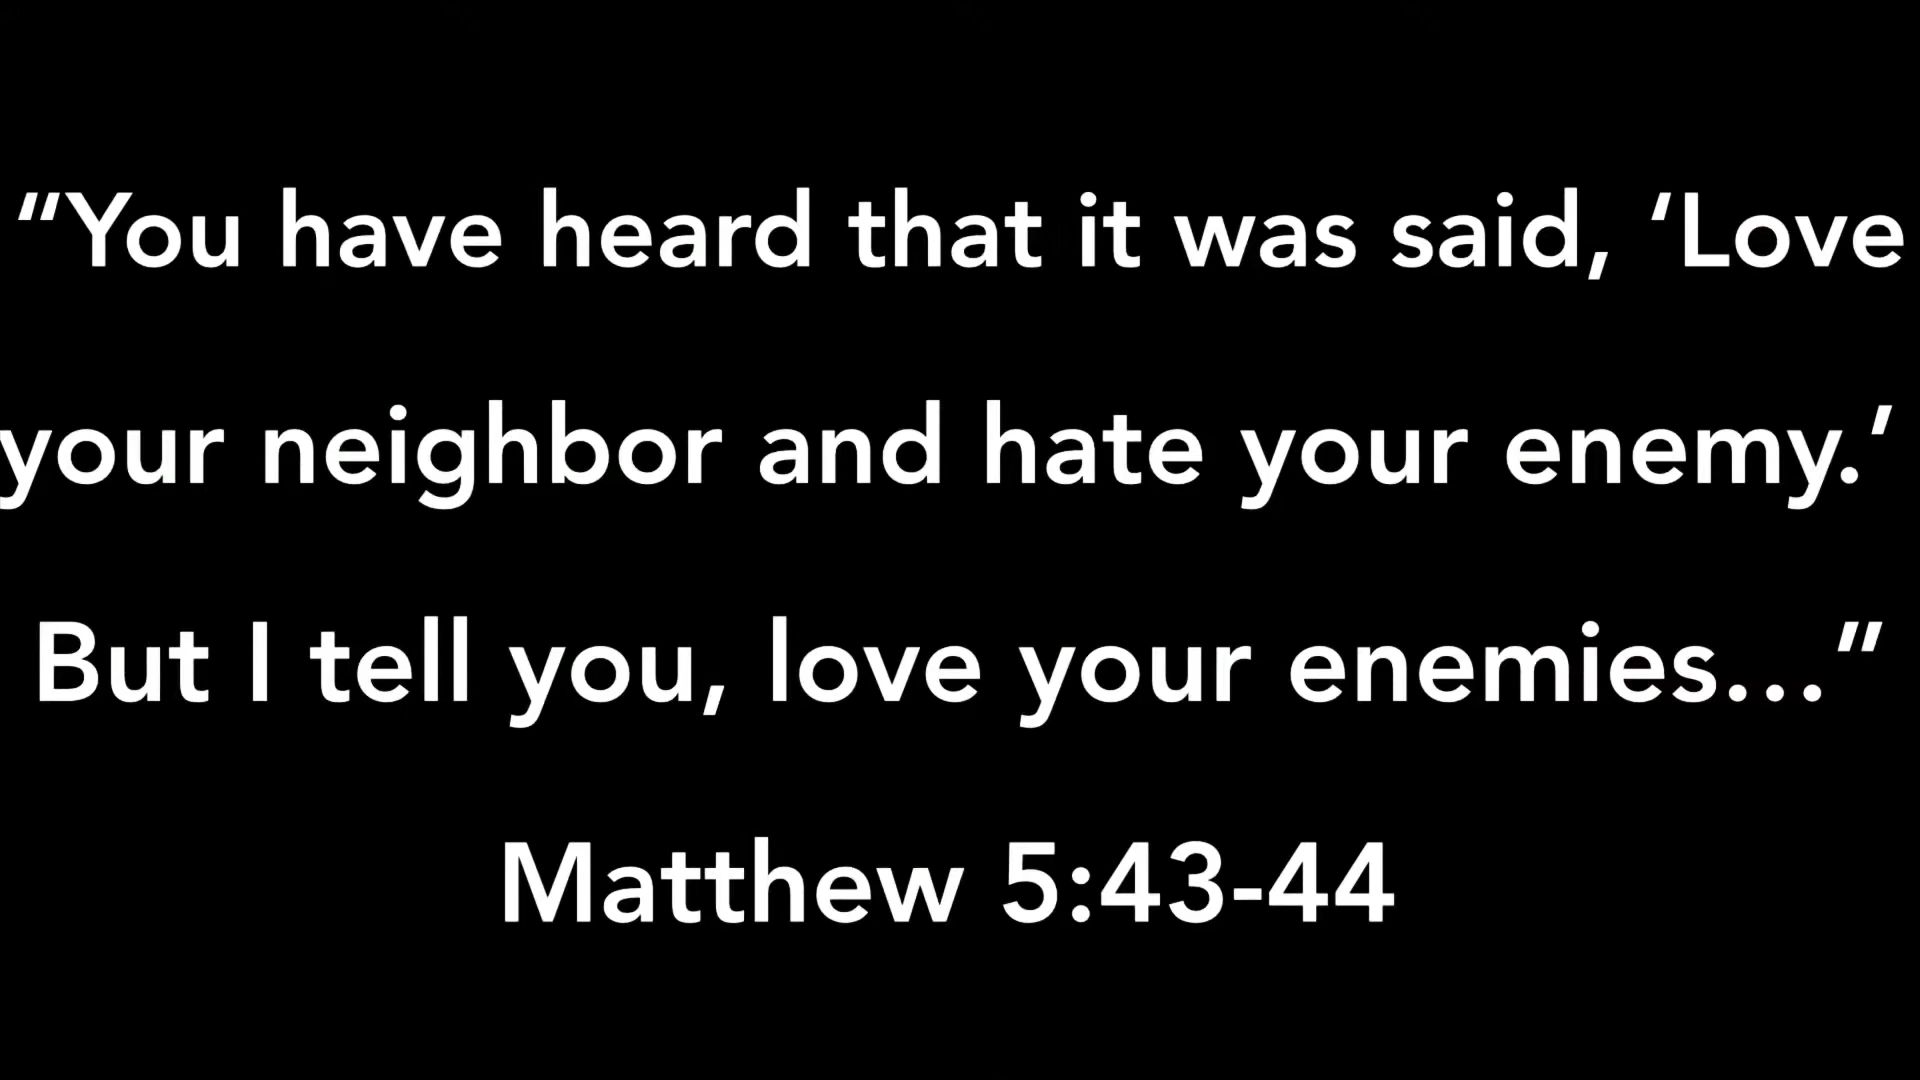 “You have heard that it was said, ‘Love
your neighbor and hate your enemy.’
But I tell you, love your enemies…”
Matthew 5:43-44